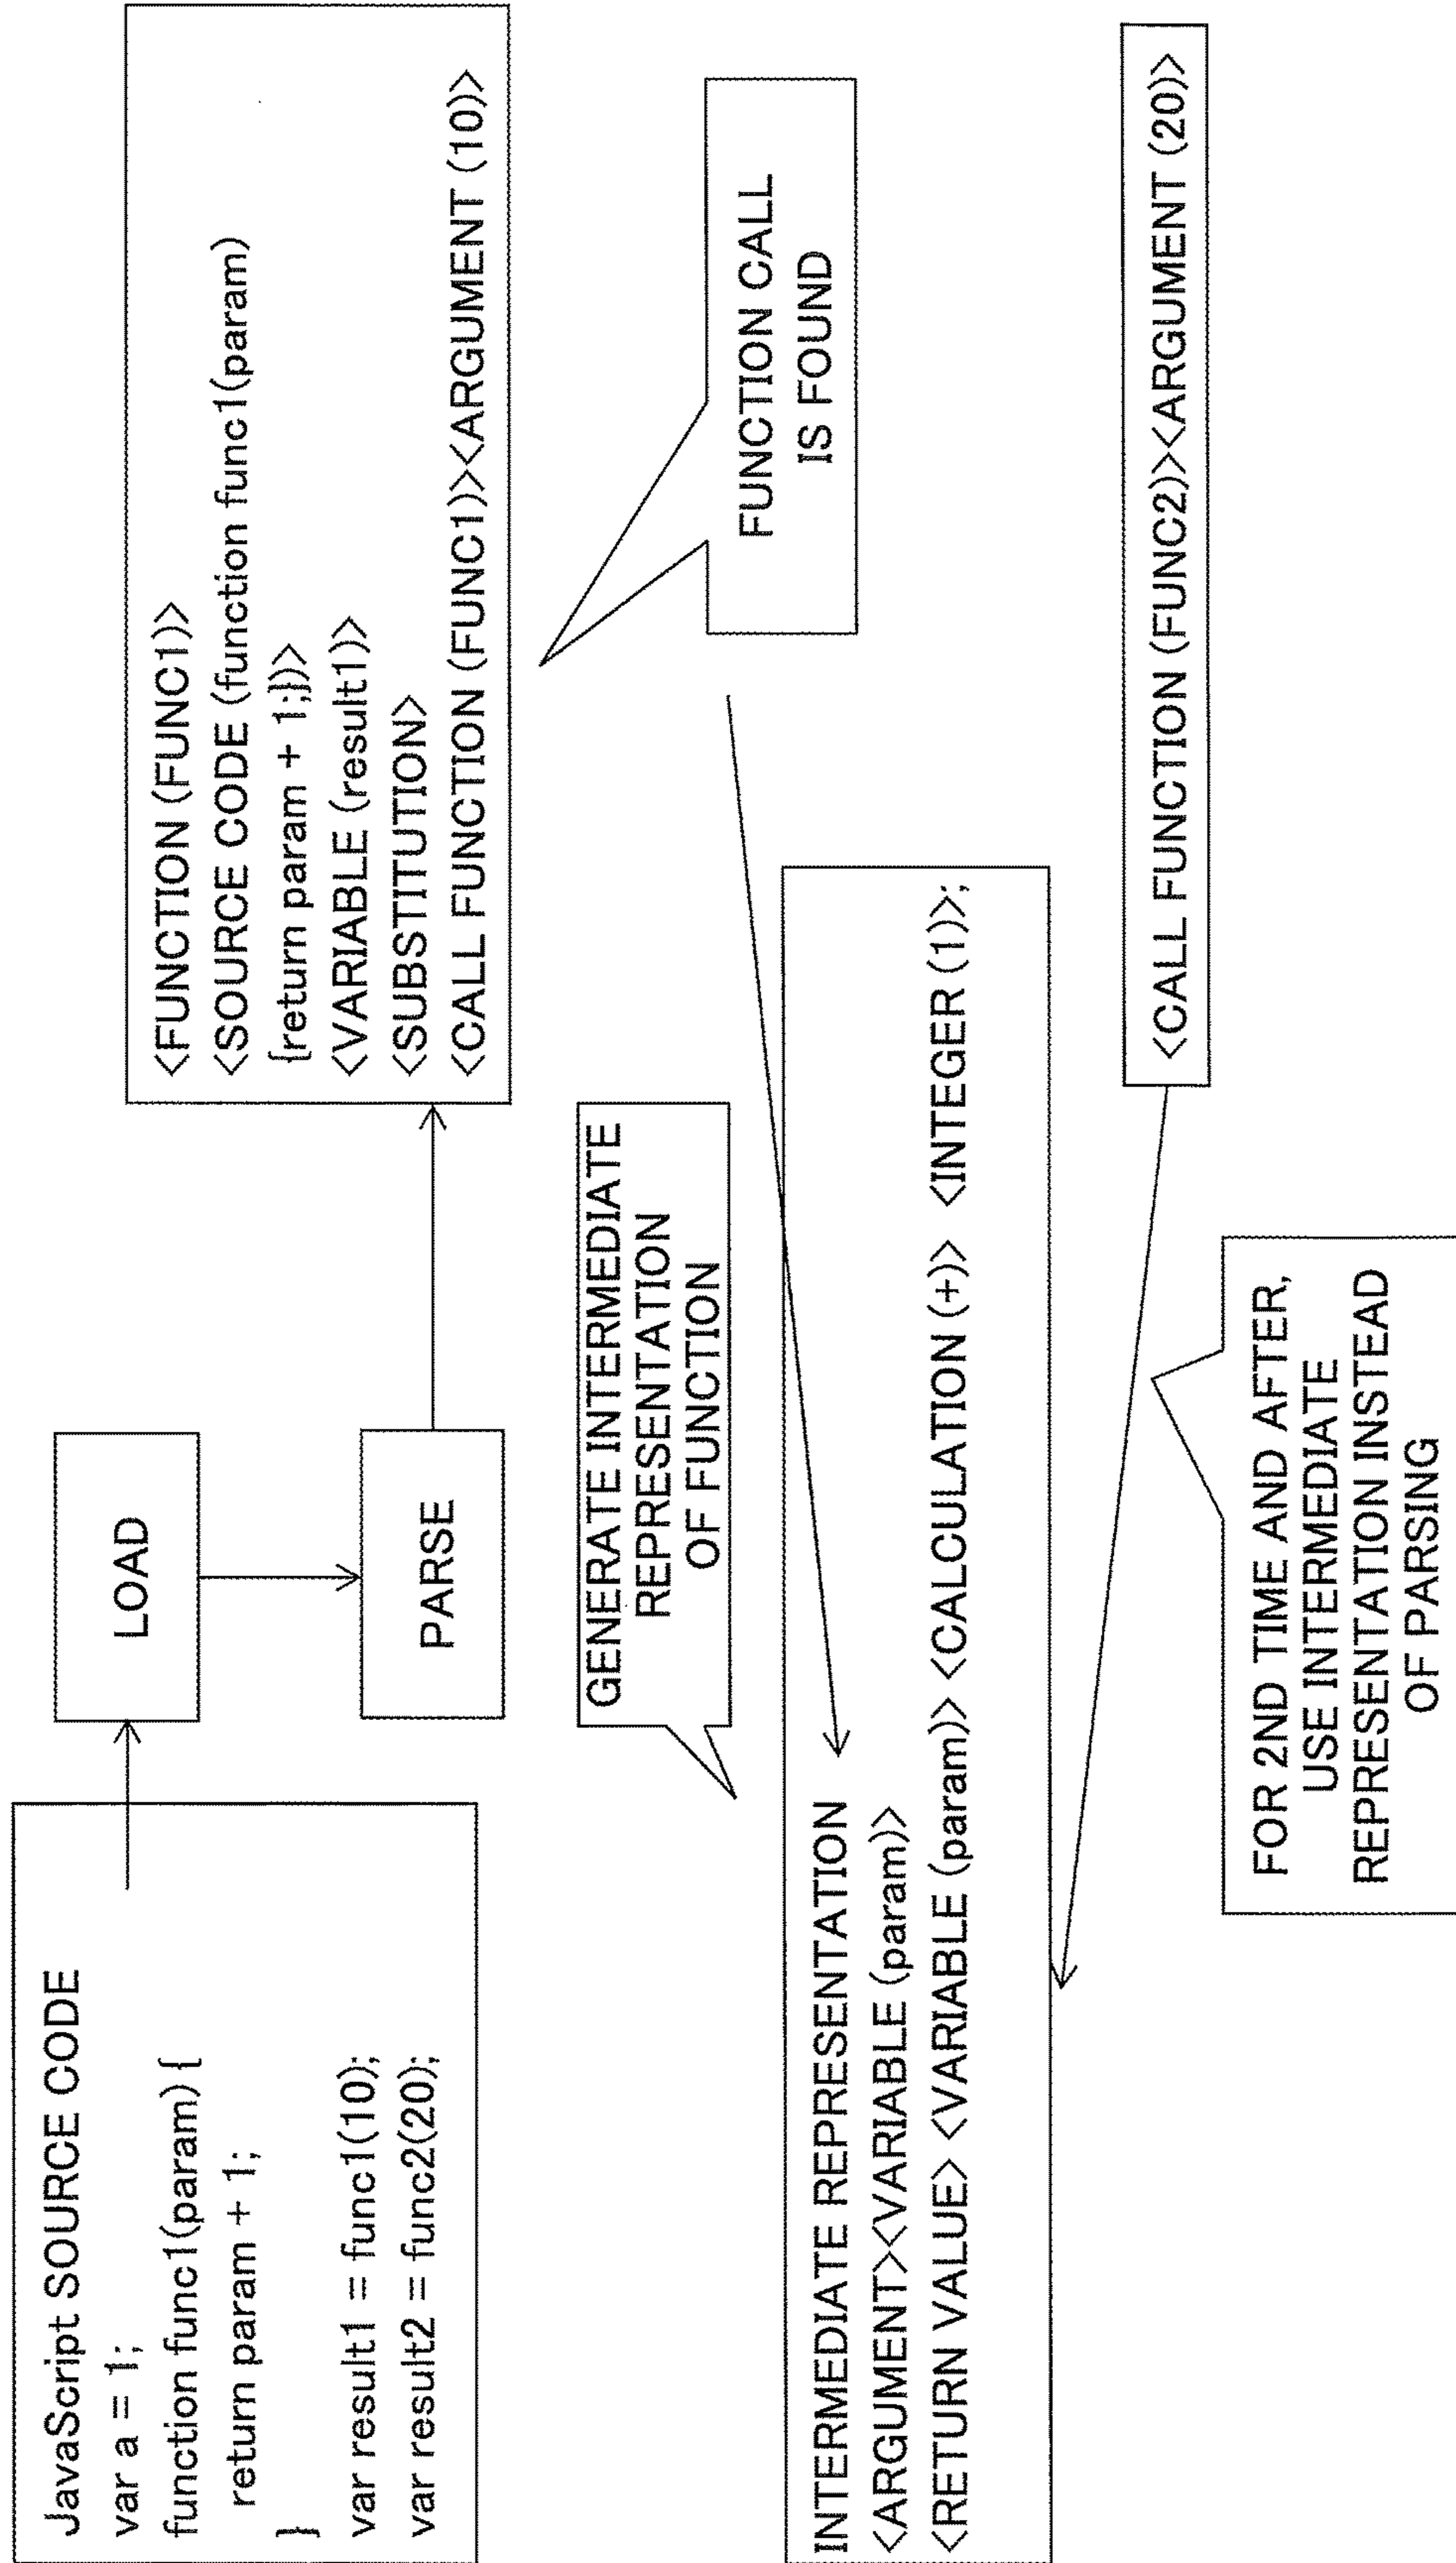 JavaScript SOURCE CODE
var a = 1;
function func1(param) {
return param + 1;
}
var result1 = func1(10);
var result2 = func2(20);
LOAD
PARSE
<FUNCTION (FUNC1)>
<SOURCE CODE (function func1(param)
{return param + 1;})>
<VARIABLE (result1)>
<SUBSTITUTION>
<CALL FUNCTION (FUNC1)><ARGUMENT (10)>
GENERATE INTERMEDIATE
REPRESENTATION
OF FUNCTION
FUNCTION CALL
IS FOUND
INTERMEDIATE REPRESENTATION
<ARGUMENT><VARIABLE (param)>
<RETURN VALUE> <VARIABLE (param)> <CALCULATION (+)> <INTEGER (1)>;
<CALL FUNCTION (FUNC2)><ARGUMENT (20)>
FOR 2ND TIME AND AFTER,
USE INTERMEDIATE
REPRESENTATION INSTEAD
OF PARSING